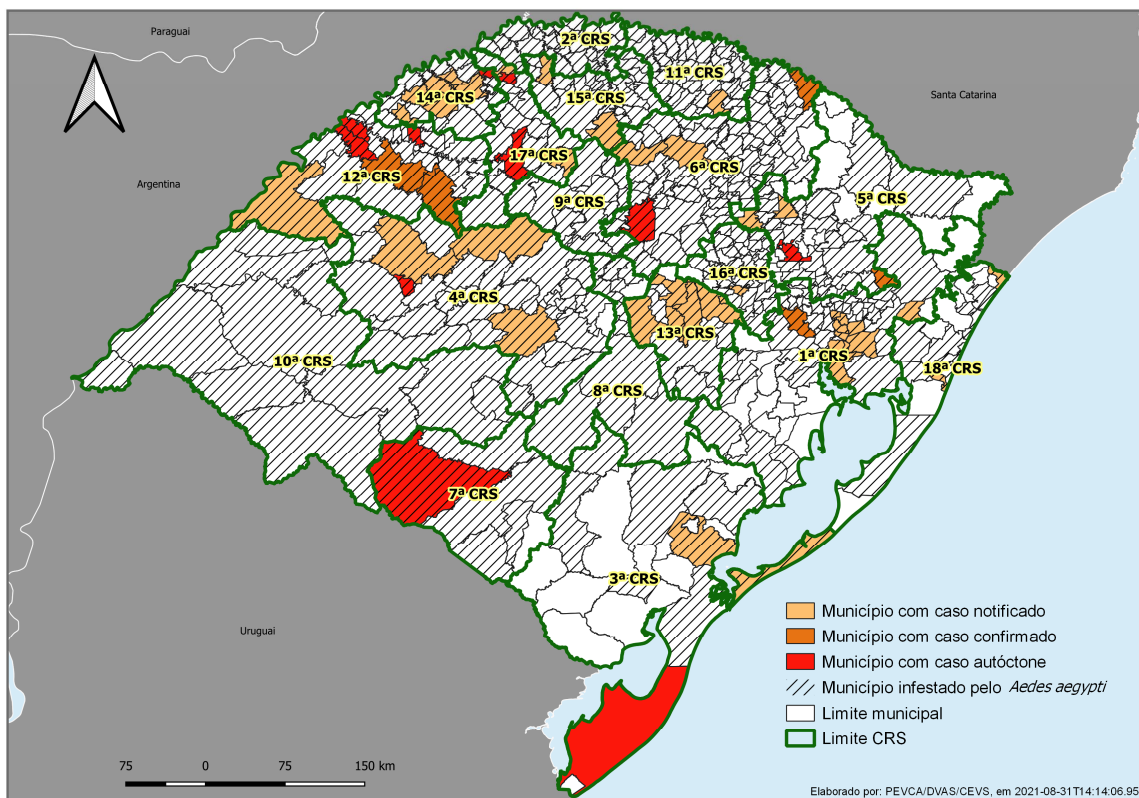 Paraguai
2ª CRS
11ª CRS
14ª CRS
15ª CRS
Santa Catarina
17ª CRS
6ª CRS
12ª CRS
Argentina
5ª CRS
9ª CRS
16ª CRS
4ª CRS
13ª CRS
1ª CRS
10ª CRS
18ª CRS
8ª CRS
7ª CRS
3ª CRS
Uruguai
Município com caso notificado
Município com caso confirmado
Município com caso autóctone
Município infestado pelo Aedes aegypti
Limite municipal
Limite CRS
75 0 75 150 km
Elaborado por: PEVCA/DVAS/CEVS, em 2021-08-31T14:14:06.95